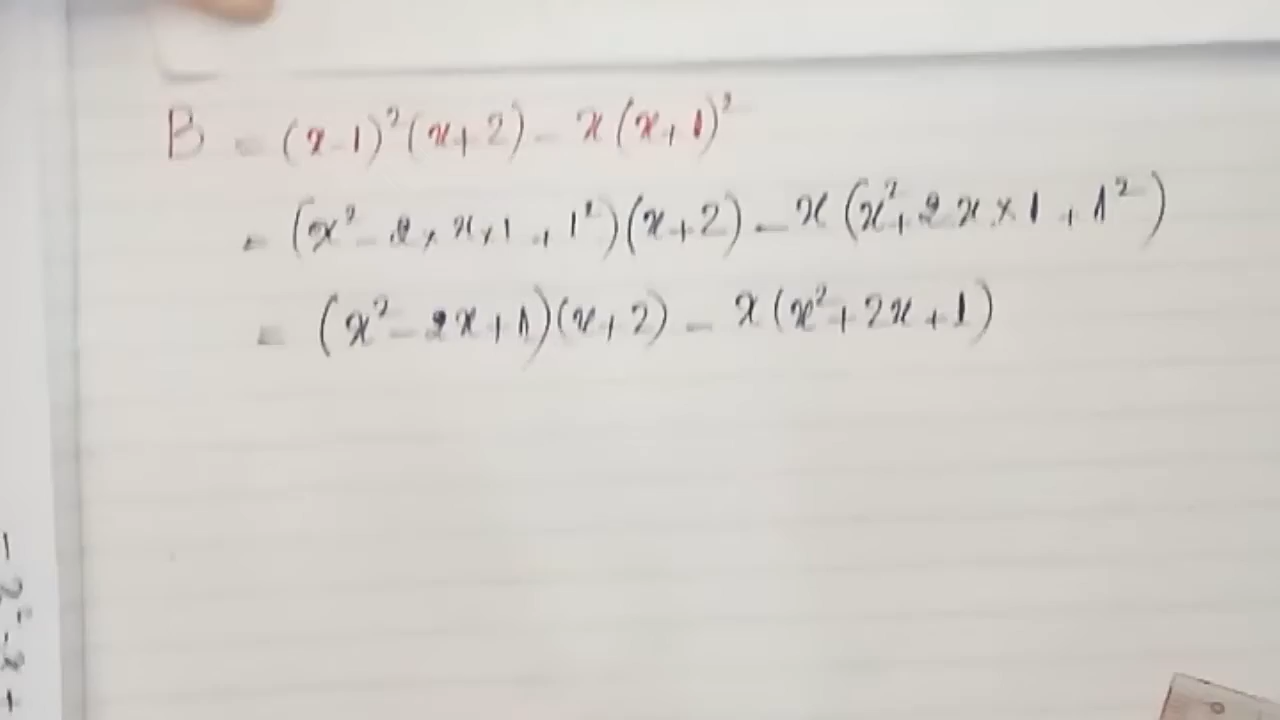 B = (x-1)²(x+2) - x(x+1)²
= (x² - 2×x×1 + 1²)(x+2) - x(x²+2x×1+1²)
= (x² - 2x+1)(x+2) - x(x²+2x+1)